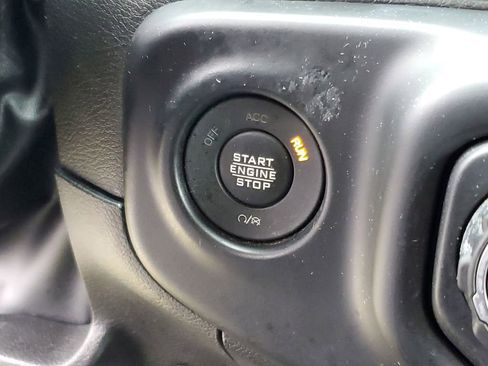 OFF
ACC
RUN
START
ENGINE
STOP